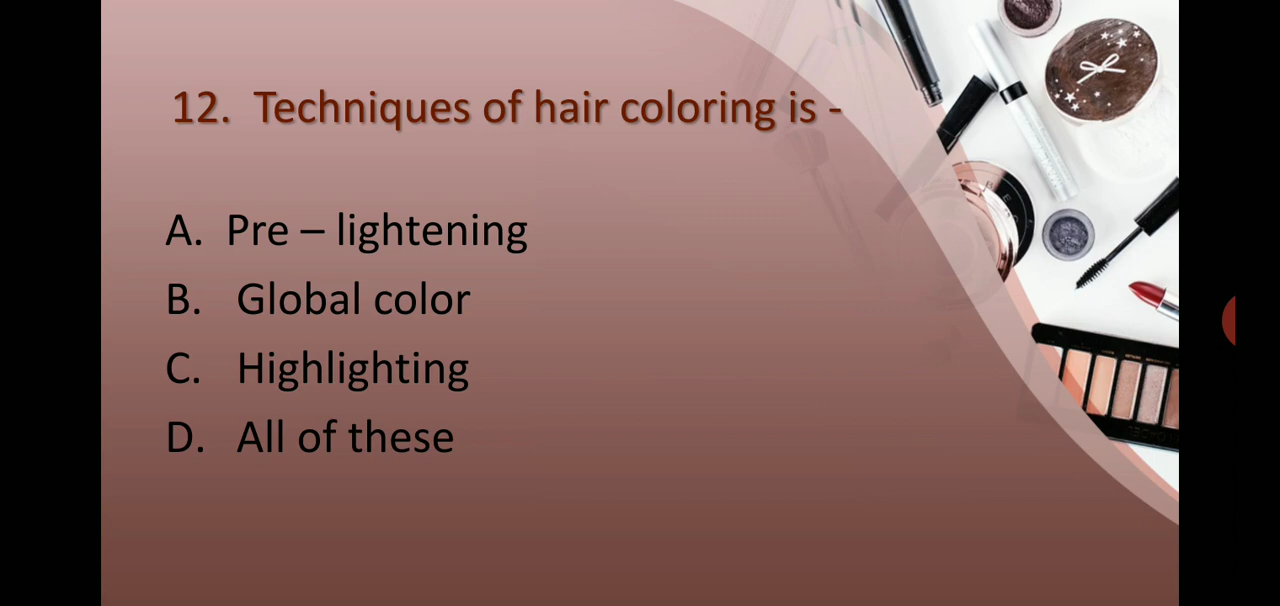 12. Techniques of hair coloring is -
A. Pre – lightening
B. Global color
C. Highlighting
D. All of these